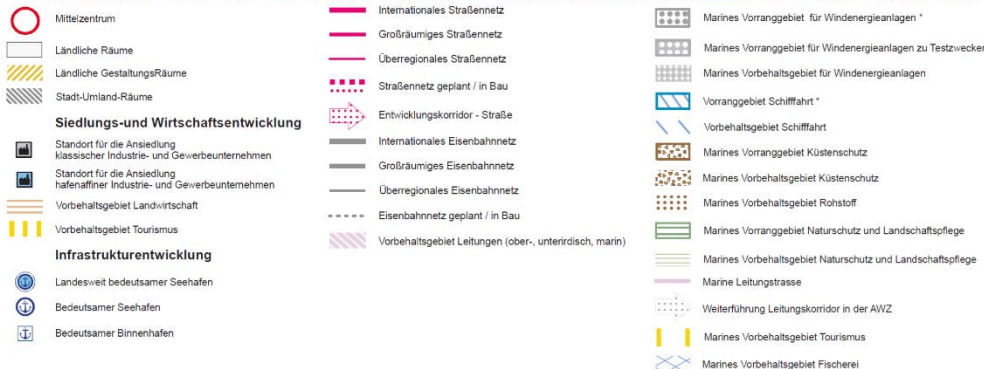 Mittelzentrum
Ländliche Räume
Ländliche GestaltungsRäume
Stadt-Umland-Räume
Siedlungs-und Wirtschaftsentwicklung
Standort für die Ansiedlung
klassischer Industrie- und Gewerbeunternehmen
Standort für die Ansiedlung
hafenaffiner Industrie- und Gewerbeunternehmen
Vorbehaltsgebiet Landwirtschaft
Vorbehaltsgebiet Tourismus
Infrastrukturentwicklung
Landesweit bedeutsamer Seehafen
Bedeutsamer Seehafen
Bedeutsamer Binnenhafen
Internationales Straßennetz
Großräumiges Straßennetz
Überregionales Straßennetz
Straßennetz geplant / in Bau
Entwicklungskorridor - Straße
Internationales Eisenbahnnetz
Großräumiges Eisenbahnnetz
Überregionales Eisenbahnnetz
Eisenbahnnetz geplant / in Bau
Vorbehaltsgebiet Leitungen (ober-, unterirdisch, marin)
Marines Vorranggebiet für Windenergieanlagen *
Marines Vorranggebiet für Windenergieanlagen zu Testzwecken
Marines Vorbehaltsgebiet für Windenergieanlagen
Vorranggebiet Schifffahrt *
Vorbehaltsgebiet Schifffahrt
Marines Vorranggebiet Küstenschutz
Marines Vorbehaltsgebiet Küstenschutz
Marines Vorbehaltsgebiet Rohstoff
Marines Vorranggebiet Naturschutz und Landschaftspflege
Marines Vorbehaltsgebiet Naturschutz und Landschaftspflege
Marine Leitungstrasse
Weiterführung Leitungskorridor in der AWZ
Marines Vorbehaltsgebiet Tourismus
Marines Vorbehaltsgebiet Fischerei